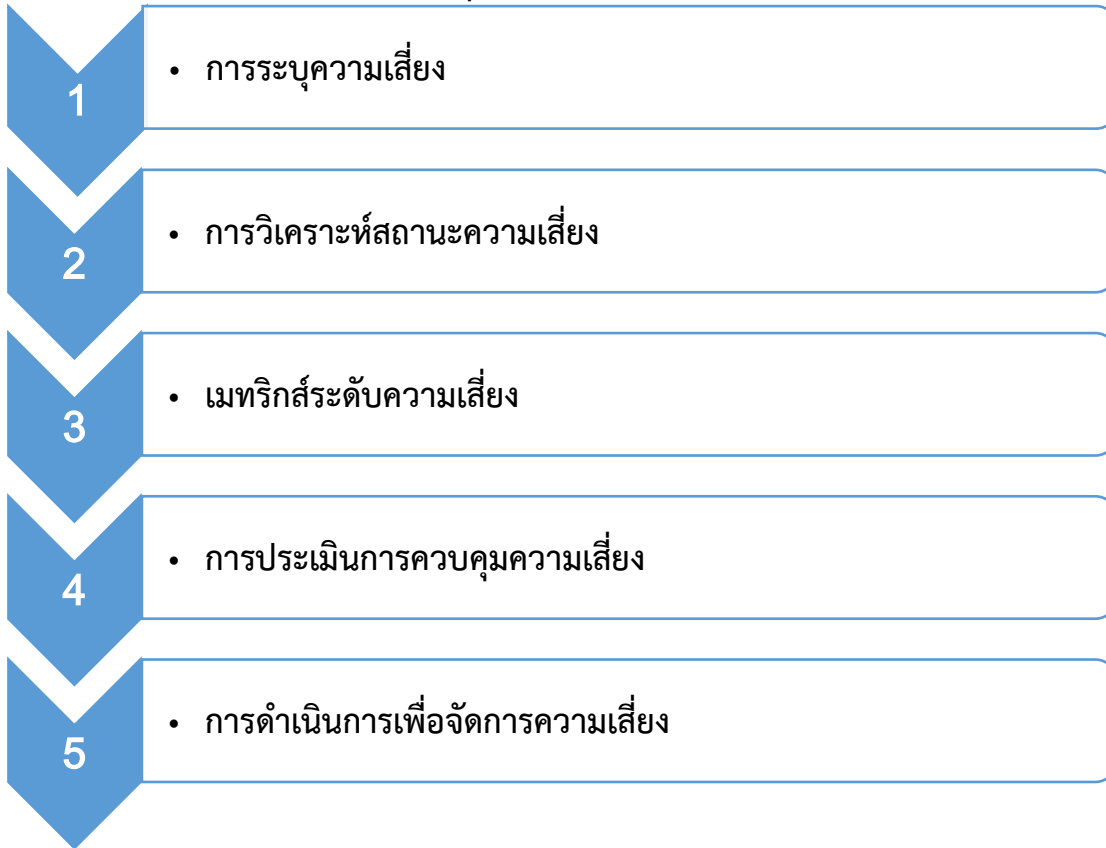 1
• การระบุความเสี่ยง
2
• การวิเคราะห์สถานะความเสี่ยง
3
• เมทริกส์ระดับความเสี่ยง
4
• การประเมินการควบคุมความเสี่ยง
5
• การดำเนินการเพื่อจัดการความเสี่ยง